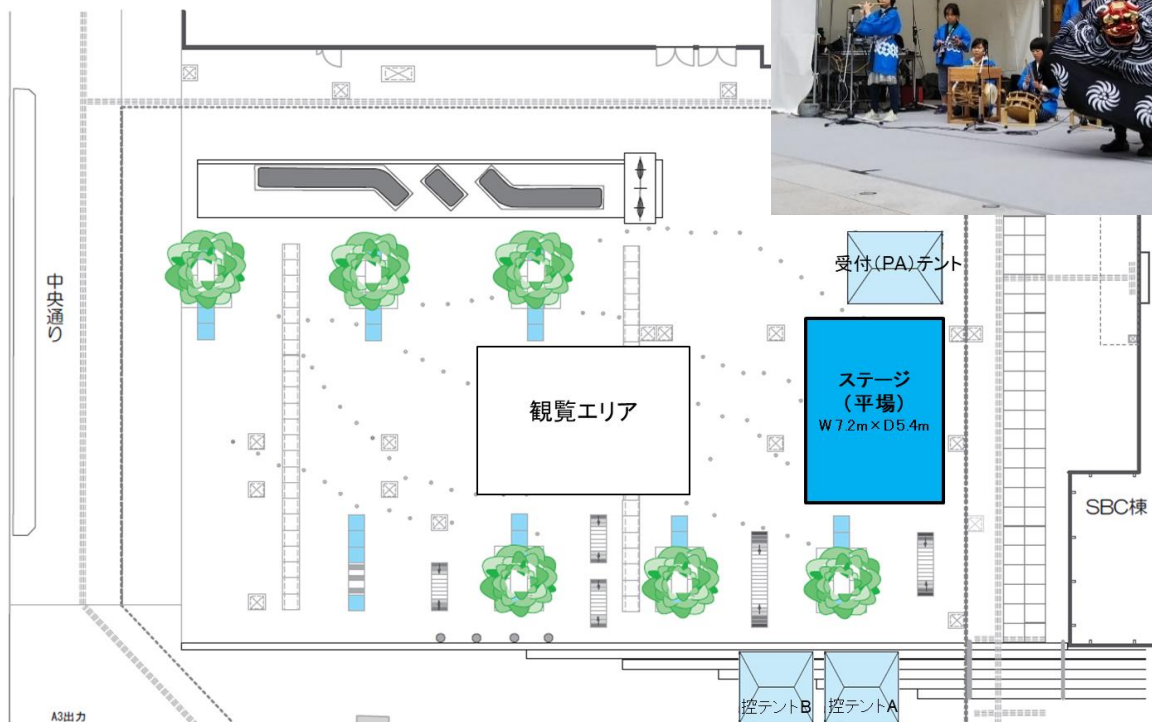 中央通り
受付(PA)テント
ステージ
(平場)
W7.2m×D5.4m
観覧エリア
SBC棟
控テントB
控テントA
A3出力